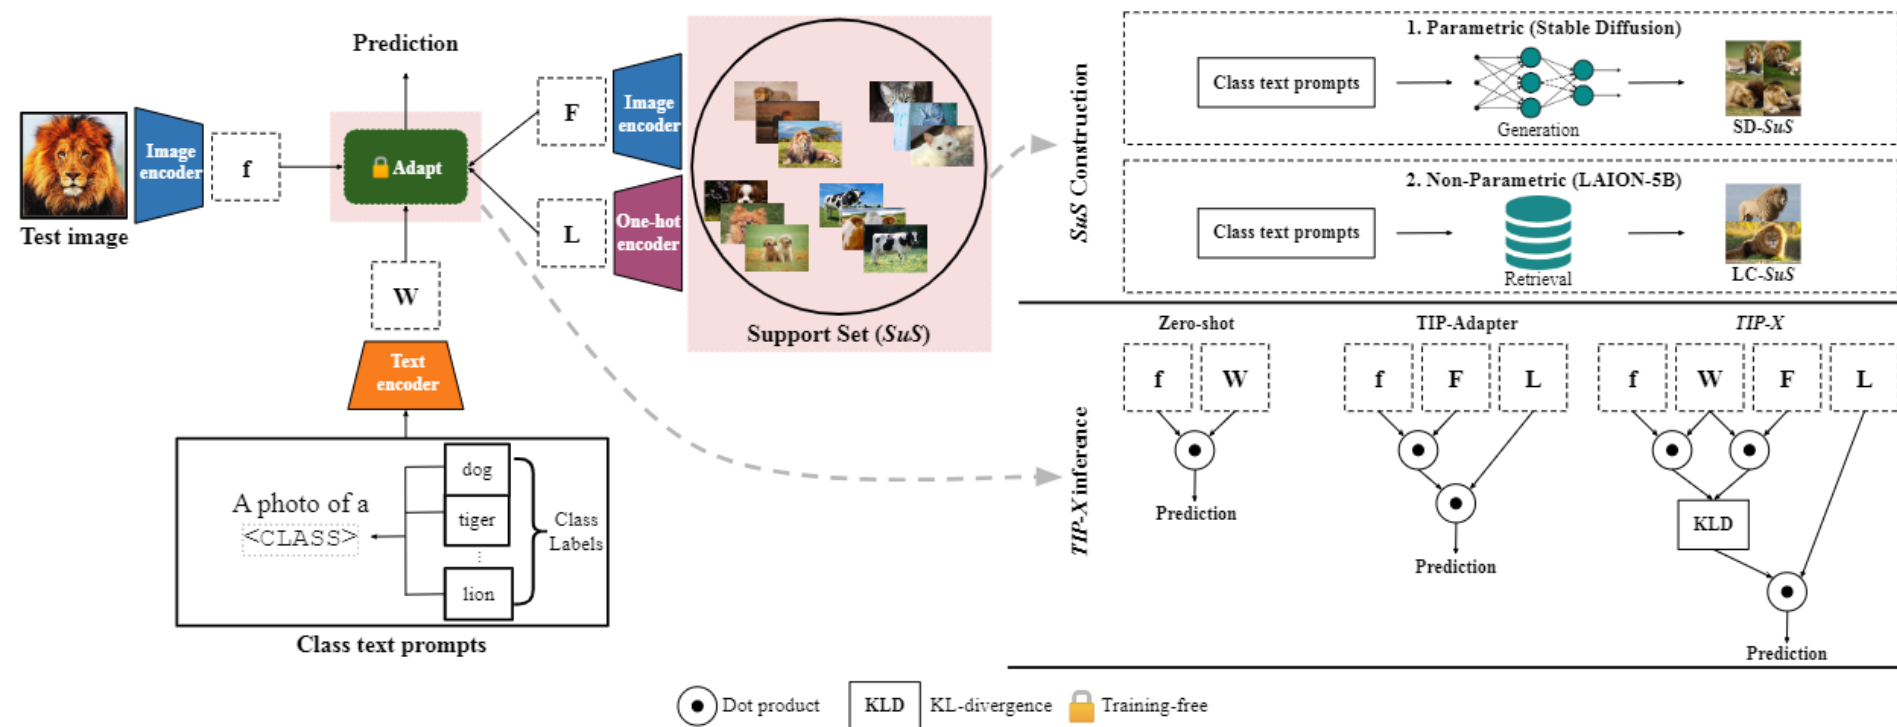 Prediction
Image
encoder
f
Test image
Adapt
W
Text
encoder
F
L
Image
encoder
One-hot
encoder
Support Set (SuS)
A photo of a
<CLASS>
dog
tiger
⋮
lion
Class
Labels
Class text prompts
SuS Construction
1. Parametric (Stable Diffusion)
Class text prompts
Generation
SD-SuS
2. Non-Parametric (LAION-5B)
Class text prompts
Retrieval
LC-SuS
TIP-X inference
Zero-shot
f W
Prediction
TIP-Adapter
f F L
Prediction
TIP-X
f W F L
KLD
Prediction
Dot product
KLD KL-divergence
Training-free